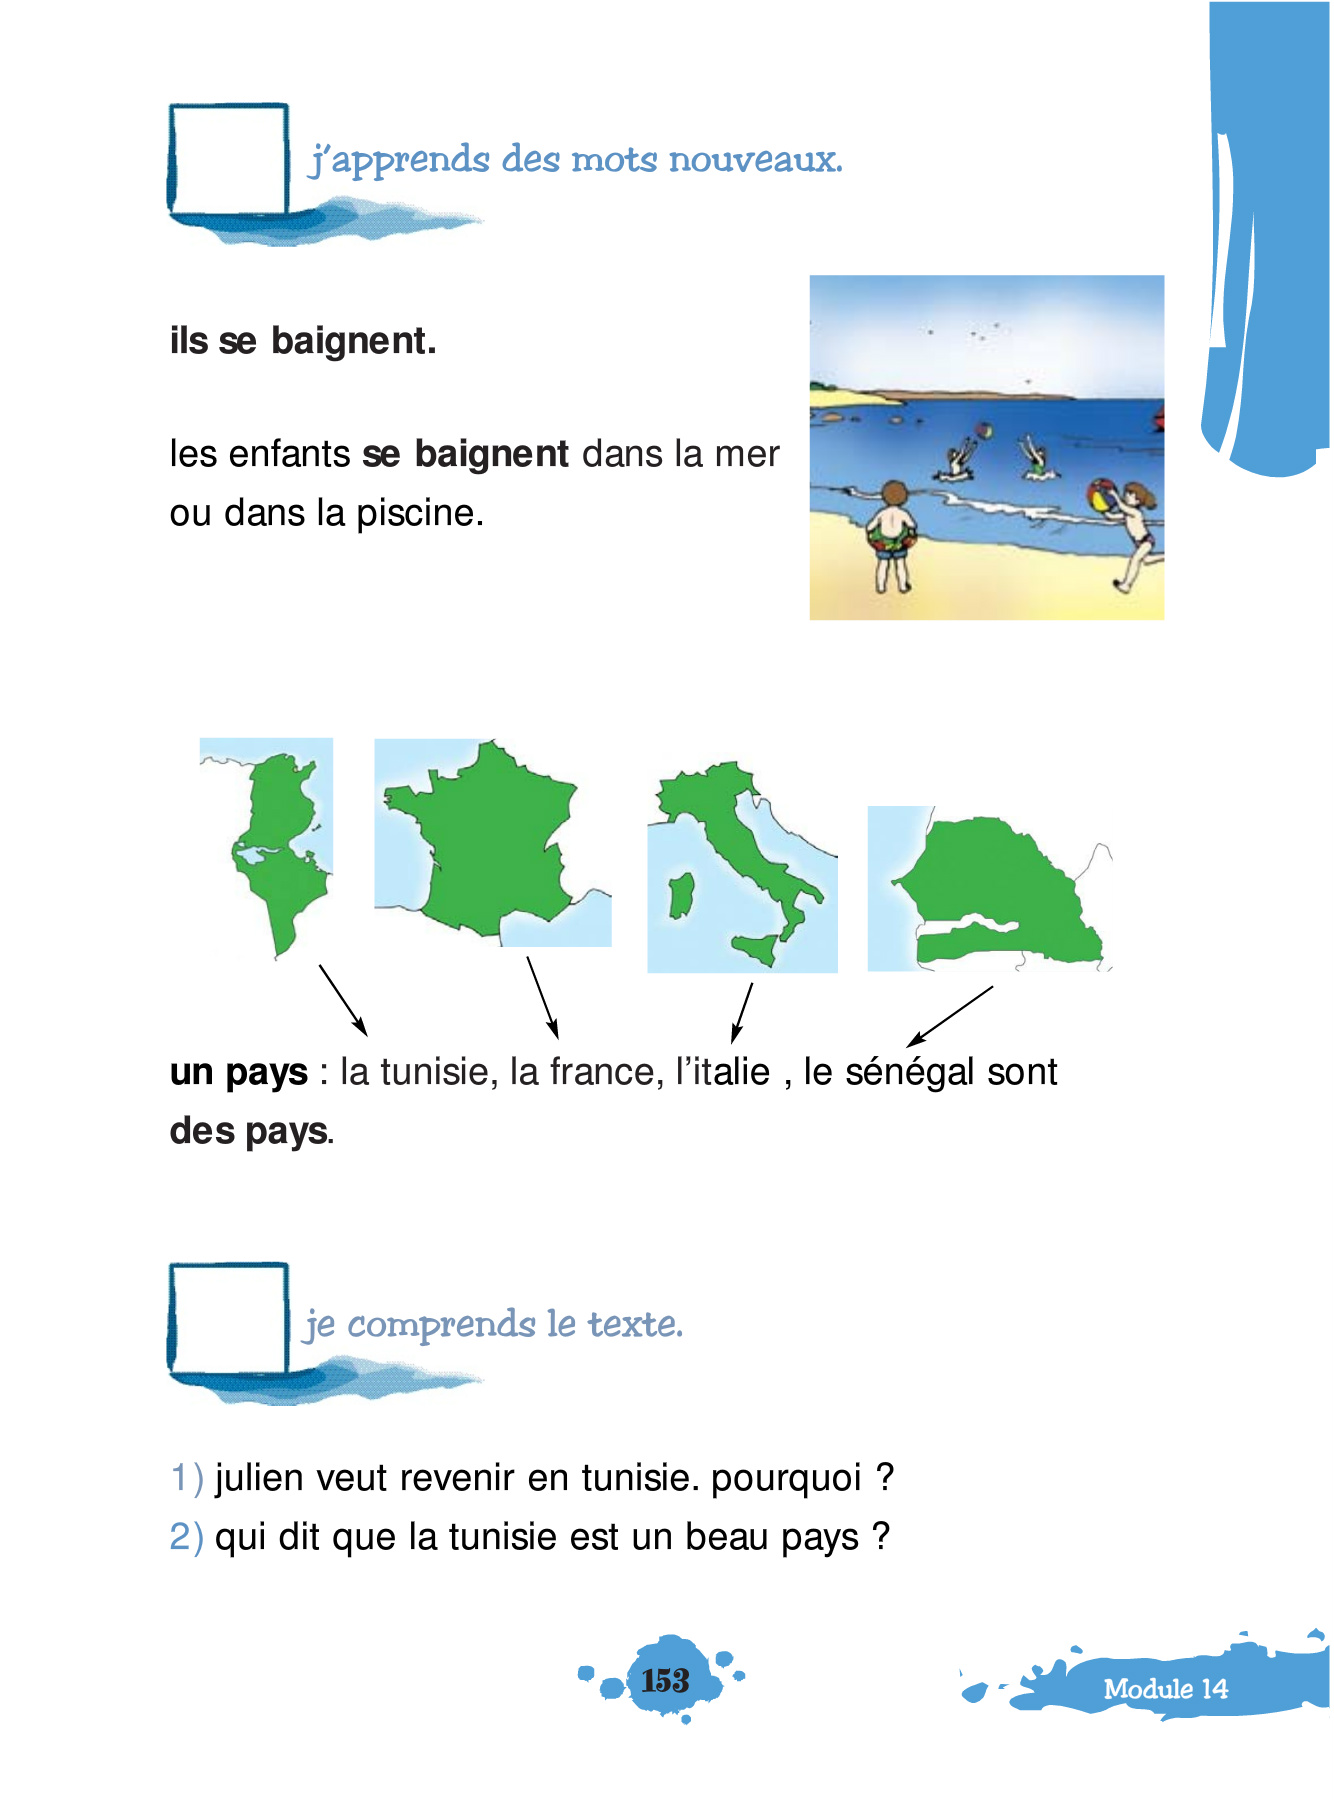 j'apprends des mots nouveaux.
ils se baignent.
les enfants se baignent dans la mer
ou dans la piscine.
un pays : la tunisie, la france, l'italie , le sénégal sont
des pays.
je comprends le texte.
1) julien veut revenir en tunisie. pourquoi ?
2) qui dit que la tunisie est un beau pays ?
153
Module 14